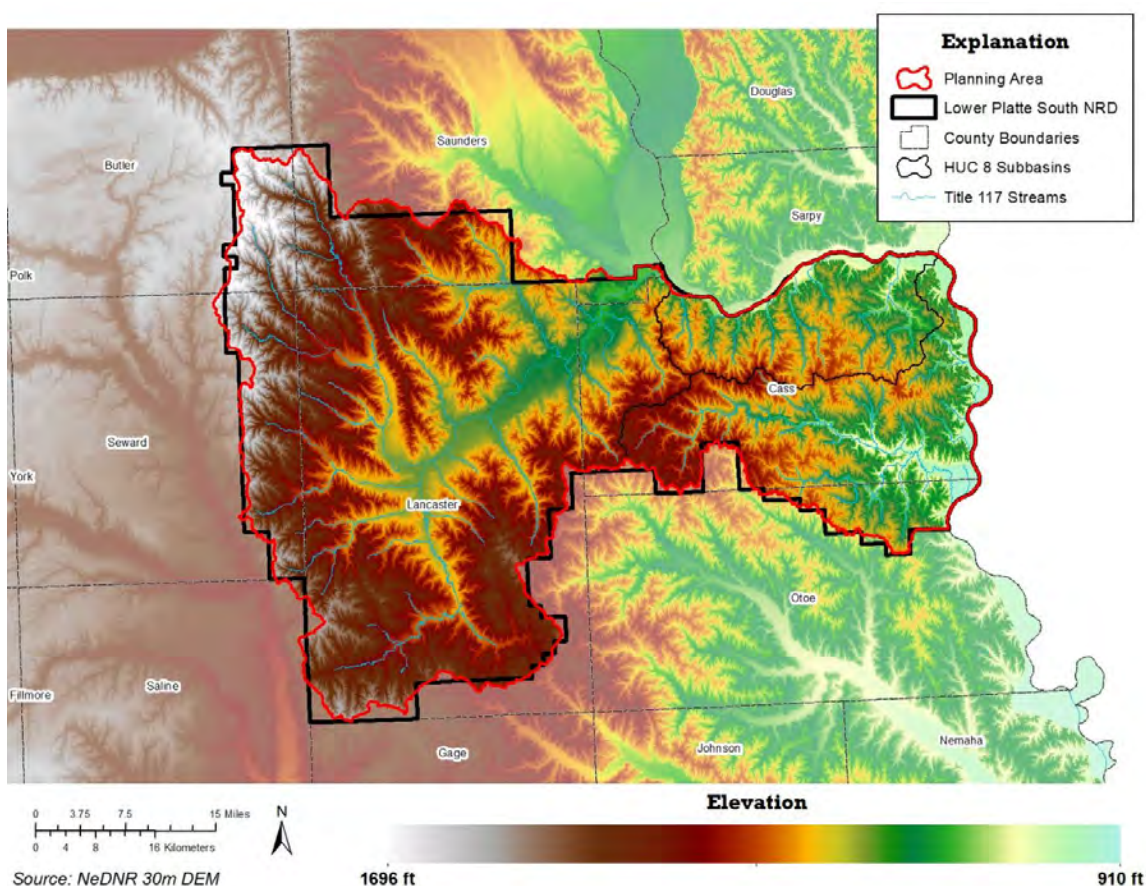 Explanation
Planning Area
Lower Platte South NRD
County Boundaries
HUC 8 Subbasins
Title 117 Streams
Douglas
Saunders
Butler
Sarpy
Polk
Cass
Seward
York
Lancaster
Otoe
Saline
Fillmore
Gage
Johnson
Nemaha
Elevation
0 3.75 7.5 15 Miles
0 4 8 16 Kilometers
N
1696 ft
910 ft
Source: NeDNR 30m DEM